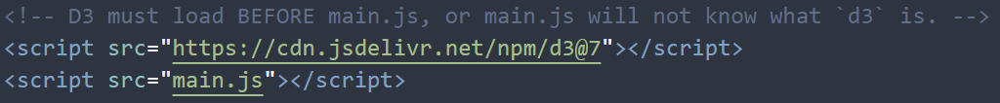 <!-- D3 must load BEFORE main.js, or main.js will not know what `d3` is. -->
<script src="https://cdn.jsdelivr.net/npm/d3@7"></script>
<script src="main.js"></script>